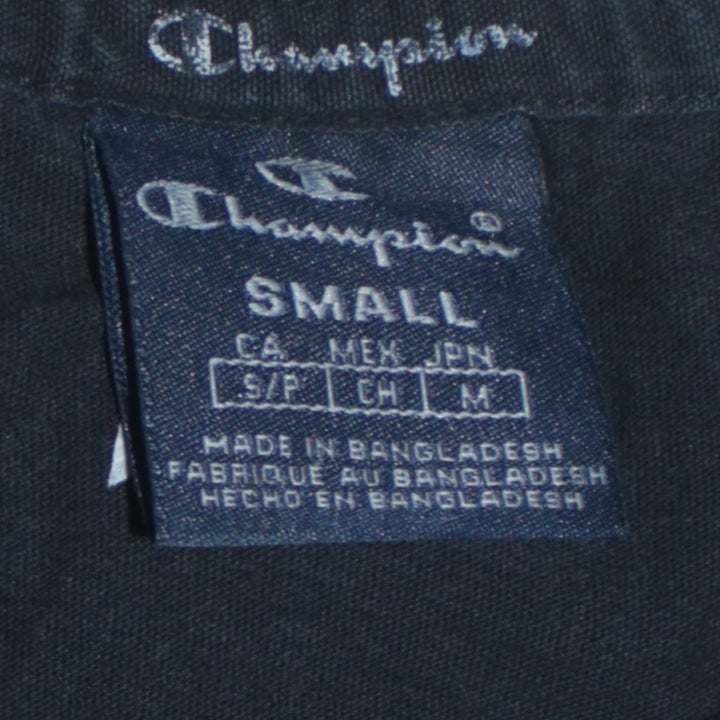 Champion
Champion®
SMALL
CA MEX JPN
S/P CH M
MADE IN BANGLADESH
FABRIQUE AU BANGLADESH
HECHO EN BANGLADESH